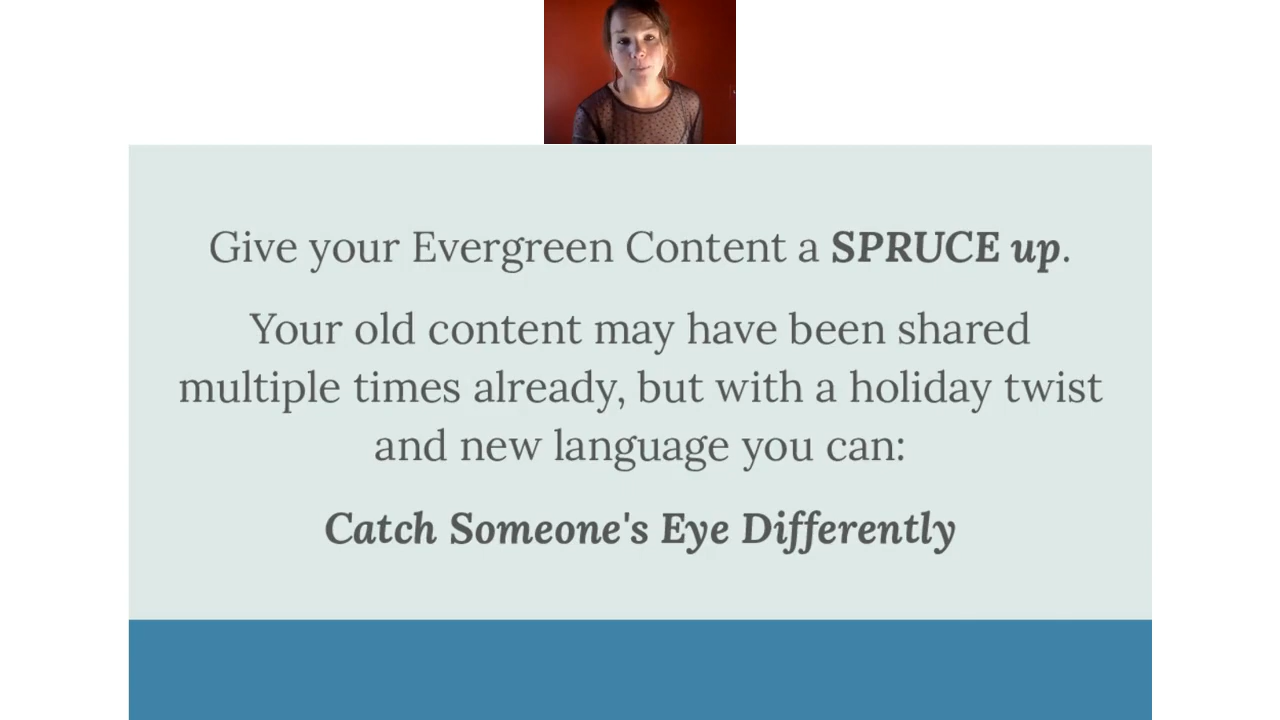 Give your Evergreen Content a SPRUCE up.
Your old content may have been shared
multiple times already, but with a holiday twist
and new language you can:
Catch Someone's Eye Differently